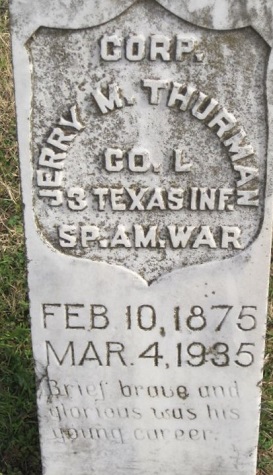 CORP.
JERRY M. THURMAN
CO. L
3 TEXAS INF.
SP. AM. WAR
FEB 10, 1875
MAR. 4, 1935
Brief brave and
glorious was his
young career.